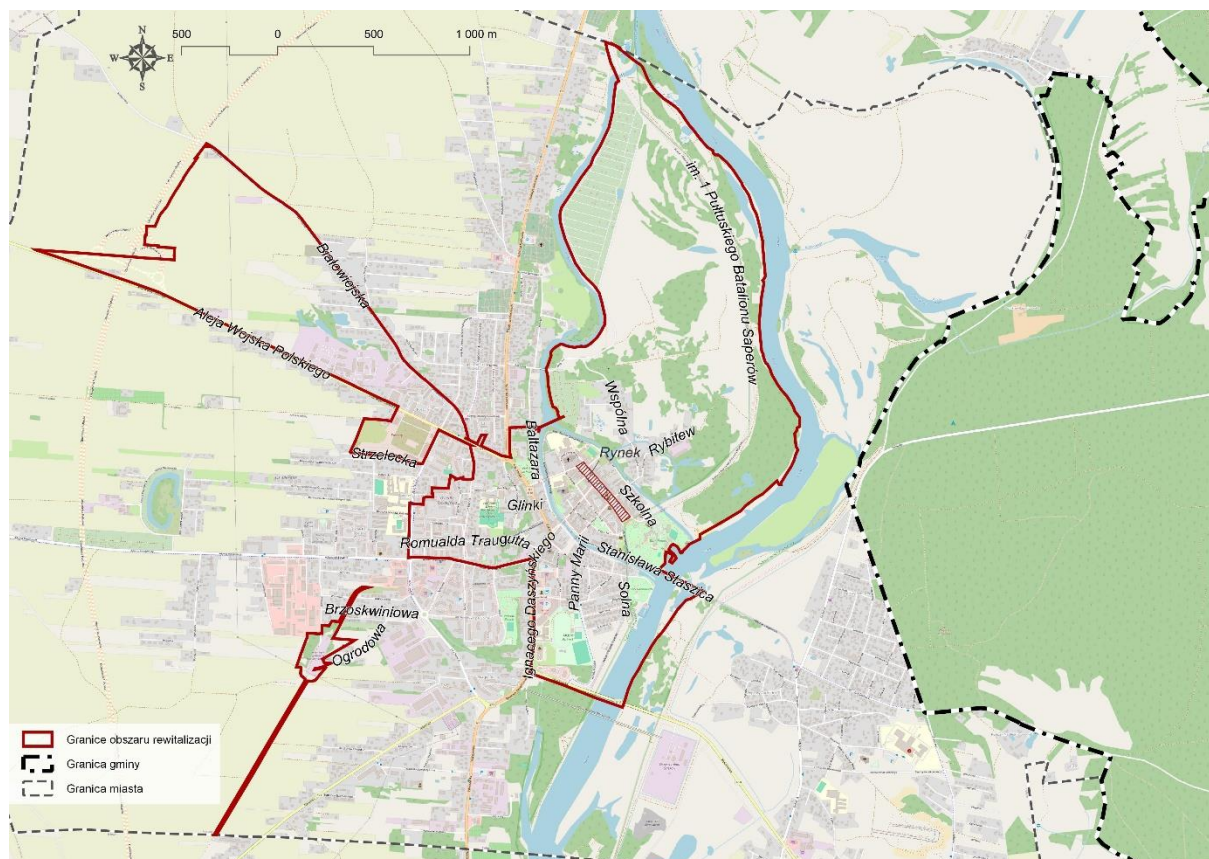 N
W E
S
500 0 500 1 000 m
im. 1 Pułtuskiego Batalionu Saperów
Białowiejska
Aleja Wojska Polskiego
Wspólna
Baltazara
Rynek
Rybitew
Strzelecka
Szkolna
Glinki
Romualda Traugutta
Ignacego Daszyńskiego
Panny Marii
Stanisława Staszica
Solna
Brzoskwiniowa
Ogrodowa
Granice obszaru rewitalizacji
Granica gminy
Granica miasta